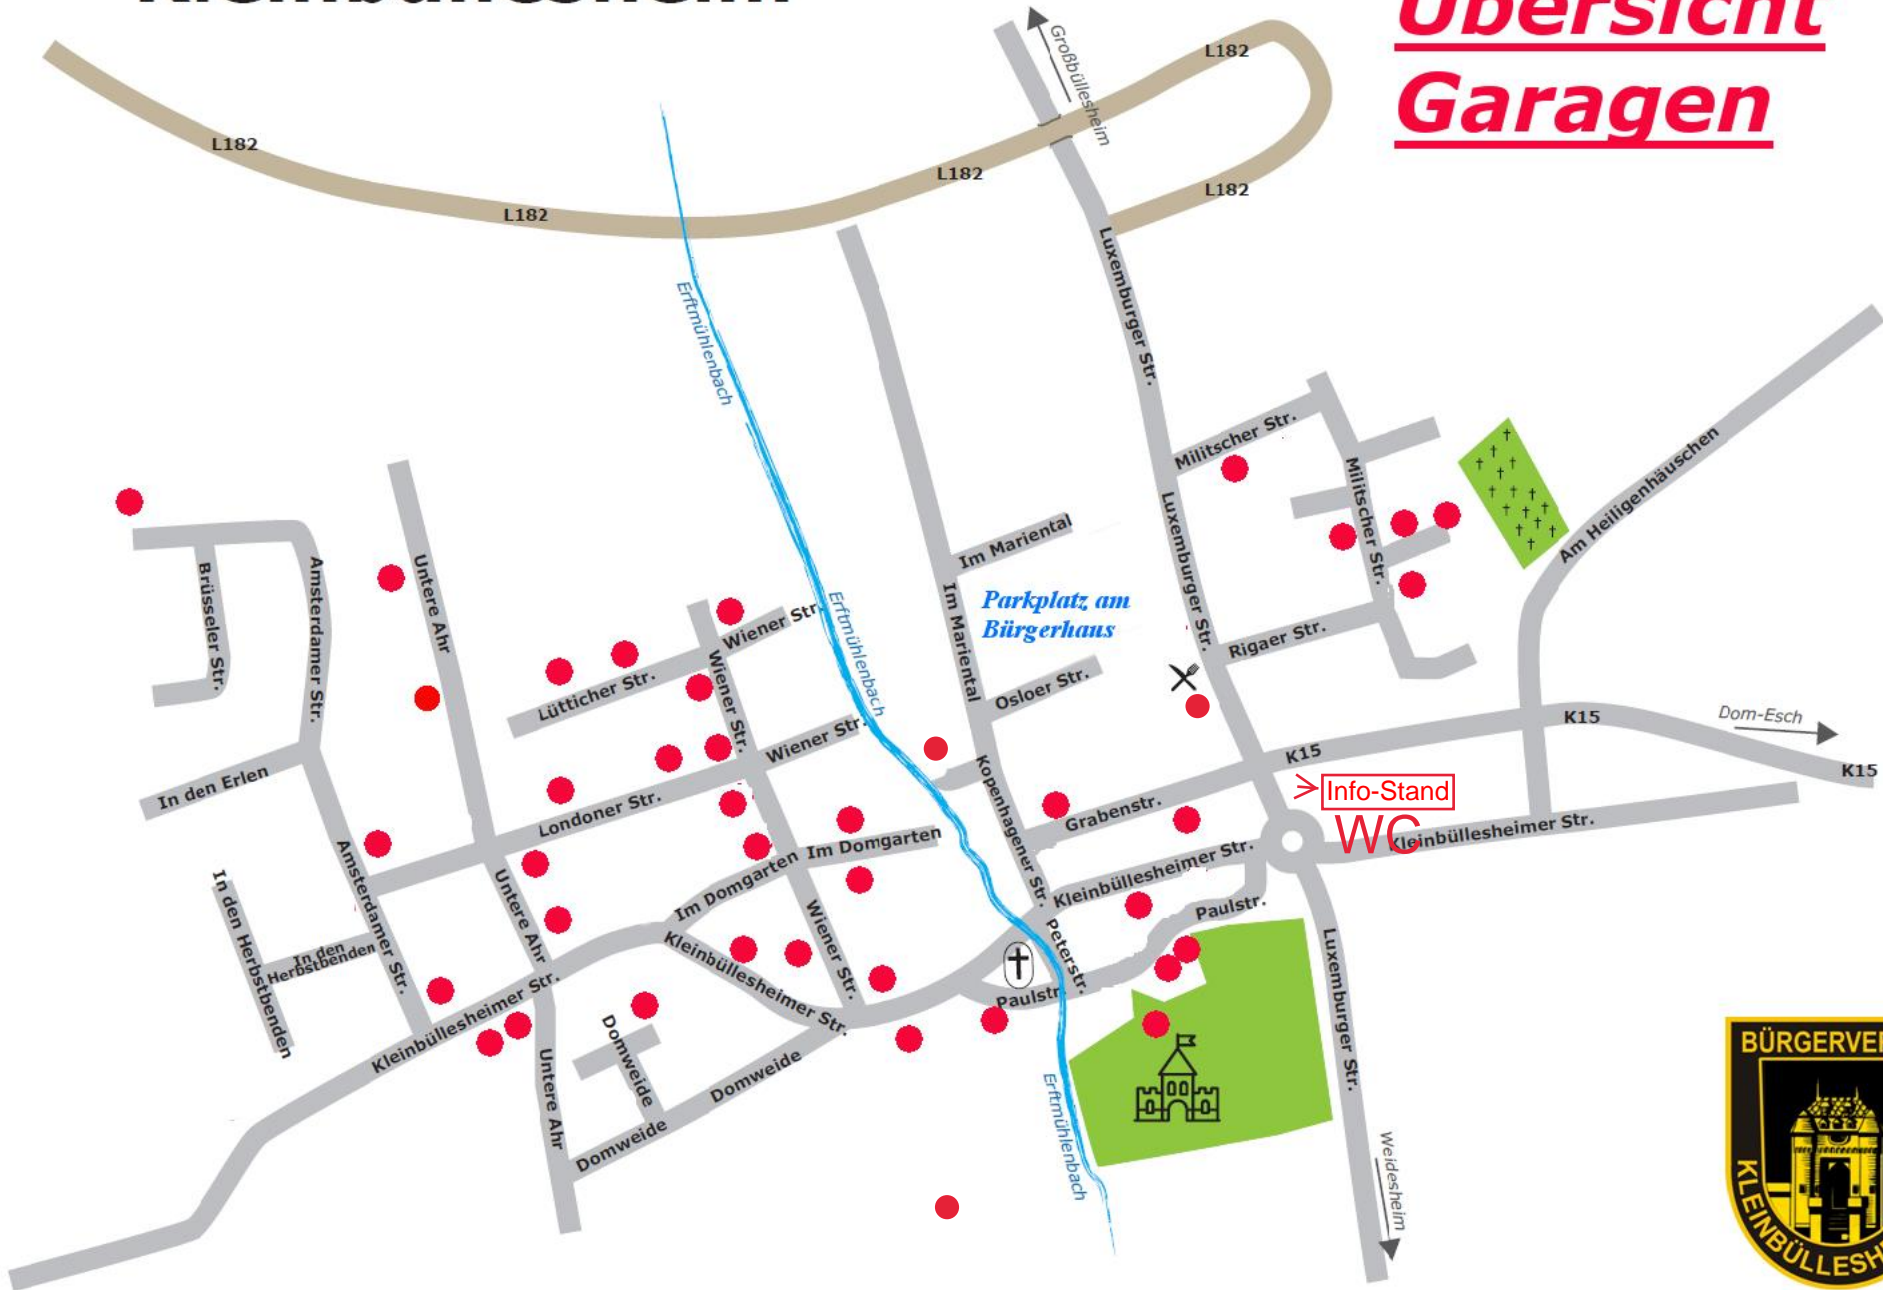 Kleinbüllesheim
Übersicht
Garagen
Großbüllesheim
L182
L182
L182
L182
L182
Erftmühlenbach
Luxemburger Str.
Militscher Str.
Militscher Str.
Am Heiligenhäuschen
Luxemburger Str.
Im Mariental
Im Mariental
Parkplatz am
Bürgerhaus
Rigaer Str.
Osloer Str.
Brüsseler Str.
Amsterdamer Str.
Untere Ahr
Wiener Str.
Wiener Str.
Lütticher Str.
Erftmühlenbach
Wiener Str.
K15
K15
Dom-Esch
K15
In den Erlen
Londoner Str.
Kopenhagener Str.
Grabenstr.
Info-Stand
WC
Kleinbüllesheimer Str.
Amsterdamer Str.
Im Domgarten
Im Domgarten
Kleinbüllesheimer Str.
In den Herbstbenden
In den
Herbstbenden
Untere Ahr
Wiener Str.
Paulstr.
Peterstr.
Kleinbüllesheimer Str.
Kleinbüllesheimer Str.
Paulstr.
Luxemburger Str.
Domweide
Domweide
Domweide
Untere Ahr
Erftmühlenbach
Weidesheim
BÜRGERVE
KLEINBÜLLESH